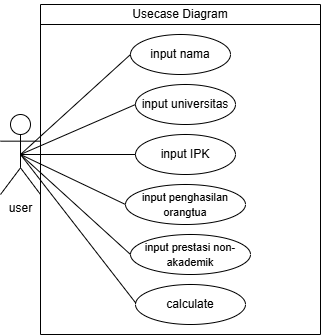 Usecase Diagram
input nama
input universitas
input IPK
user
input penghasilan
orangtua
input prestasi non-
akademik
calculate